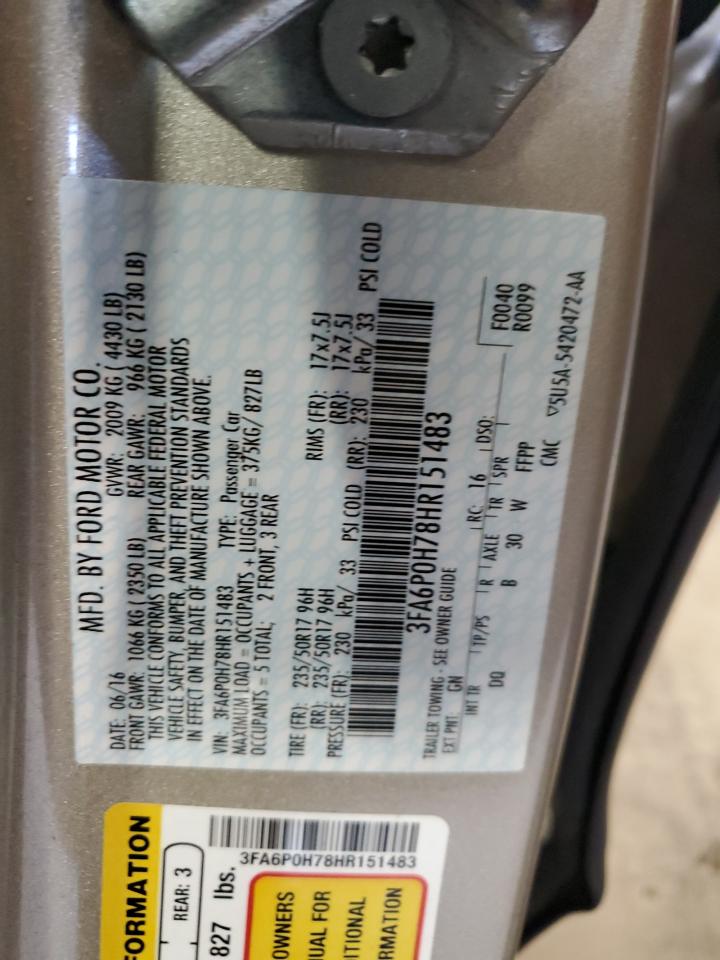 MFD. BY FORD MOTOR CO.
DATE: 06/16 GVWR: 2009 KG ( 4430 LB)
FRONT GAWR: 1066 KG ( 2350 LB) REAR GAWR: 966 KG ( 2130 LB)
THIS VEHICLE CONFORMS TO ALL APPLICABLE FEDERAL MOTOR
VEHICLE SAFETY, BUMPER, AND THEFT PREVENTION STANDARDS
IN EFFECT ON THE DATE OF MANUFACTURE SHOWN ABOVE.
VIN: 3FA6P0H78HR151483 TYPE: Passenger Car
MAXIMUM LOAD = OCCUPANTS + LUGGAGE = 375KG/ 827LB
OCCUPANTS = 5 TOTAL; 2 FRONT, 3 REAR
TIRE (FR): 235/50R17 96H RIMS (FR): 17x7.5J
(RR): 235/50R17 96H (RR): 17x7.5J
PRESSURE (FR): 230 kPa/ 33 PSI COLD (RR): 230 kPa/ 33 PSI COLD
3FA6P0H78HR151483
TRAILER TOWING - SEE OWNER GUIDE
EXT PNT: GN RC: 16 DSO: F0040
R0099
INT TR TP/PS R AXLE TR SPR
DQ B 30 W FFPP
CMC ▽5U5A-5420472-AA
FORMATION
REAR: 3
827 lbs.
3FA6P0H78HR151483
OWNERS
UAL FOR
ITIONAL
RMATION